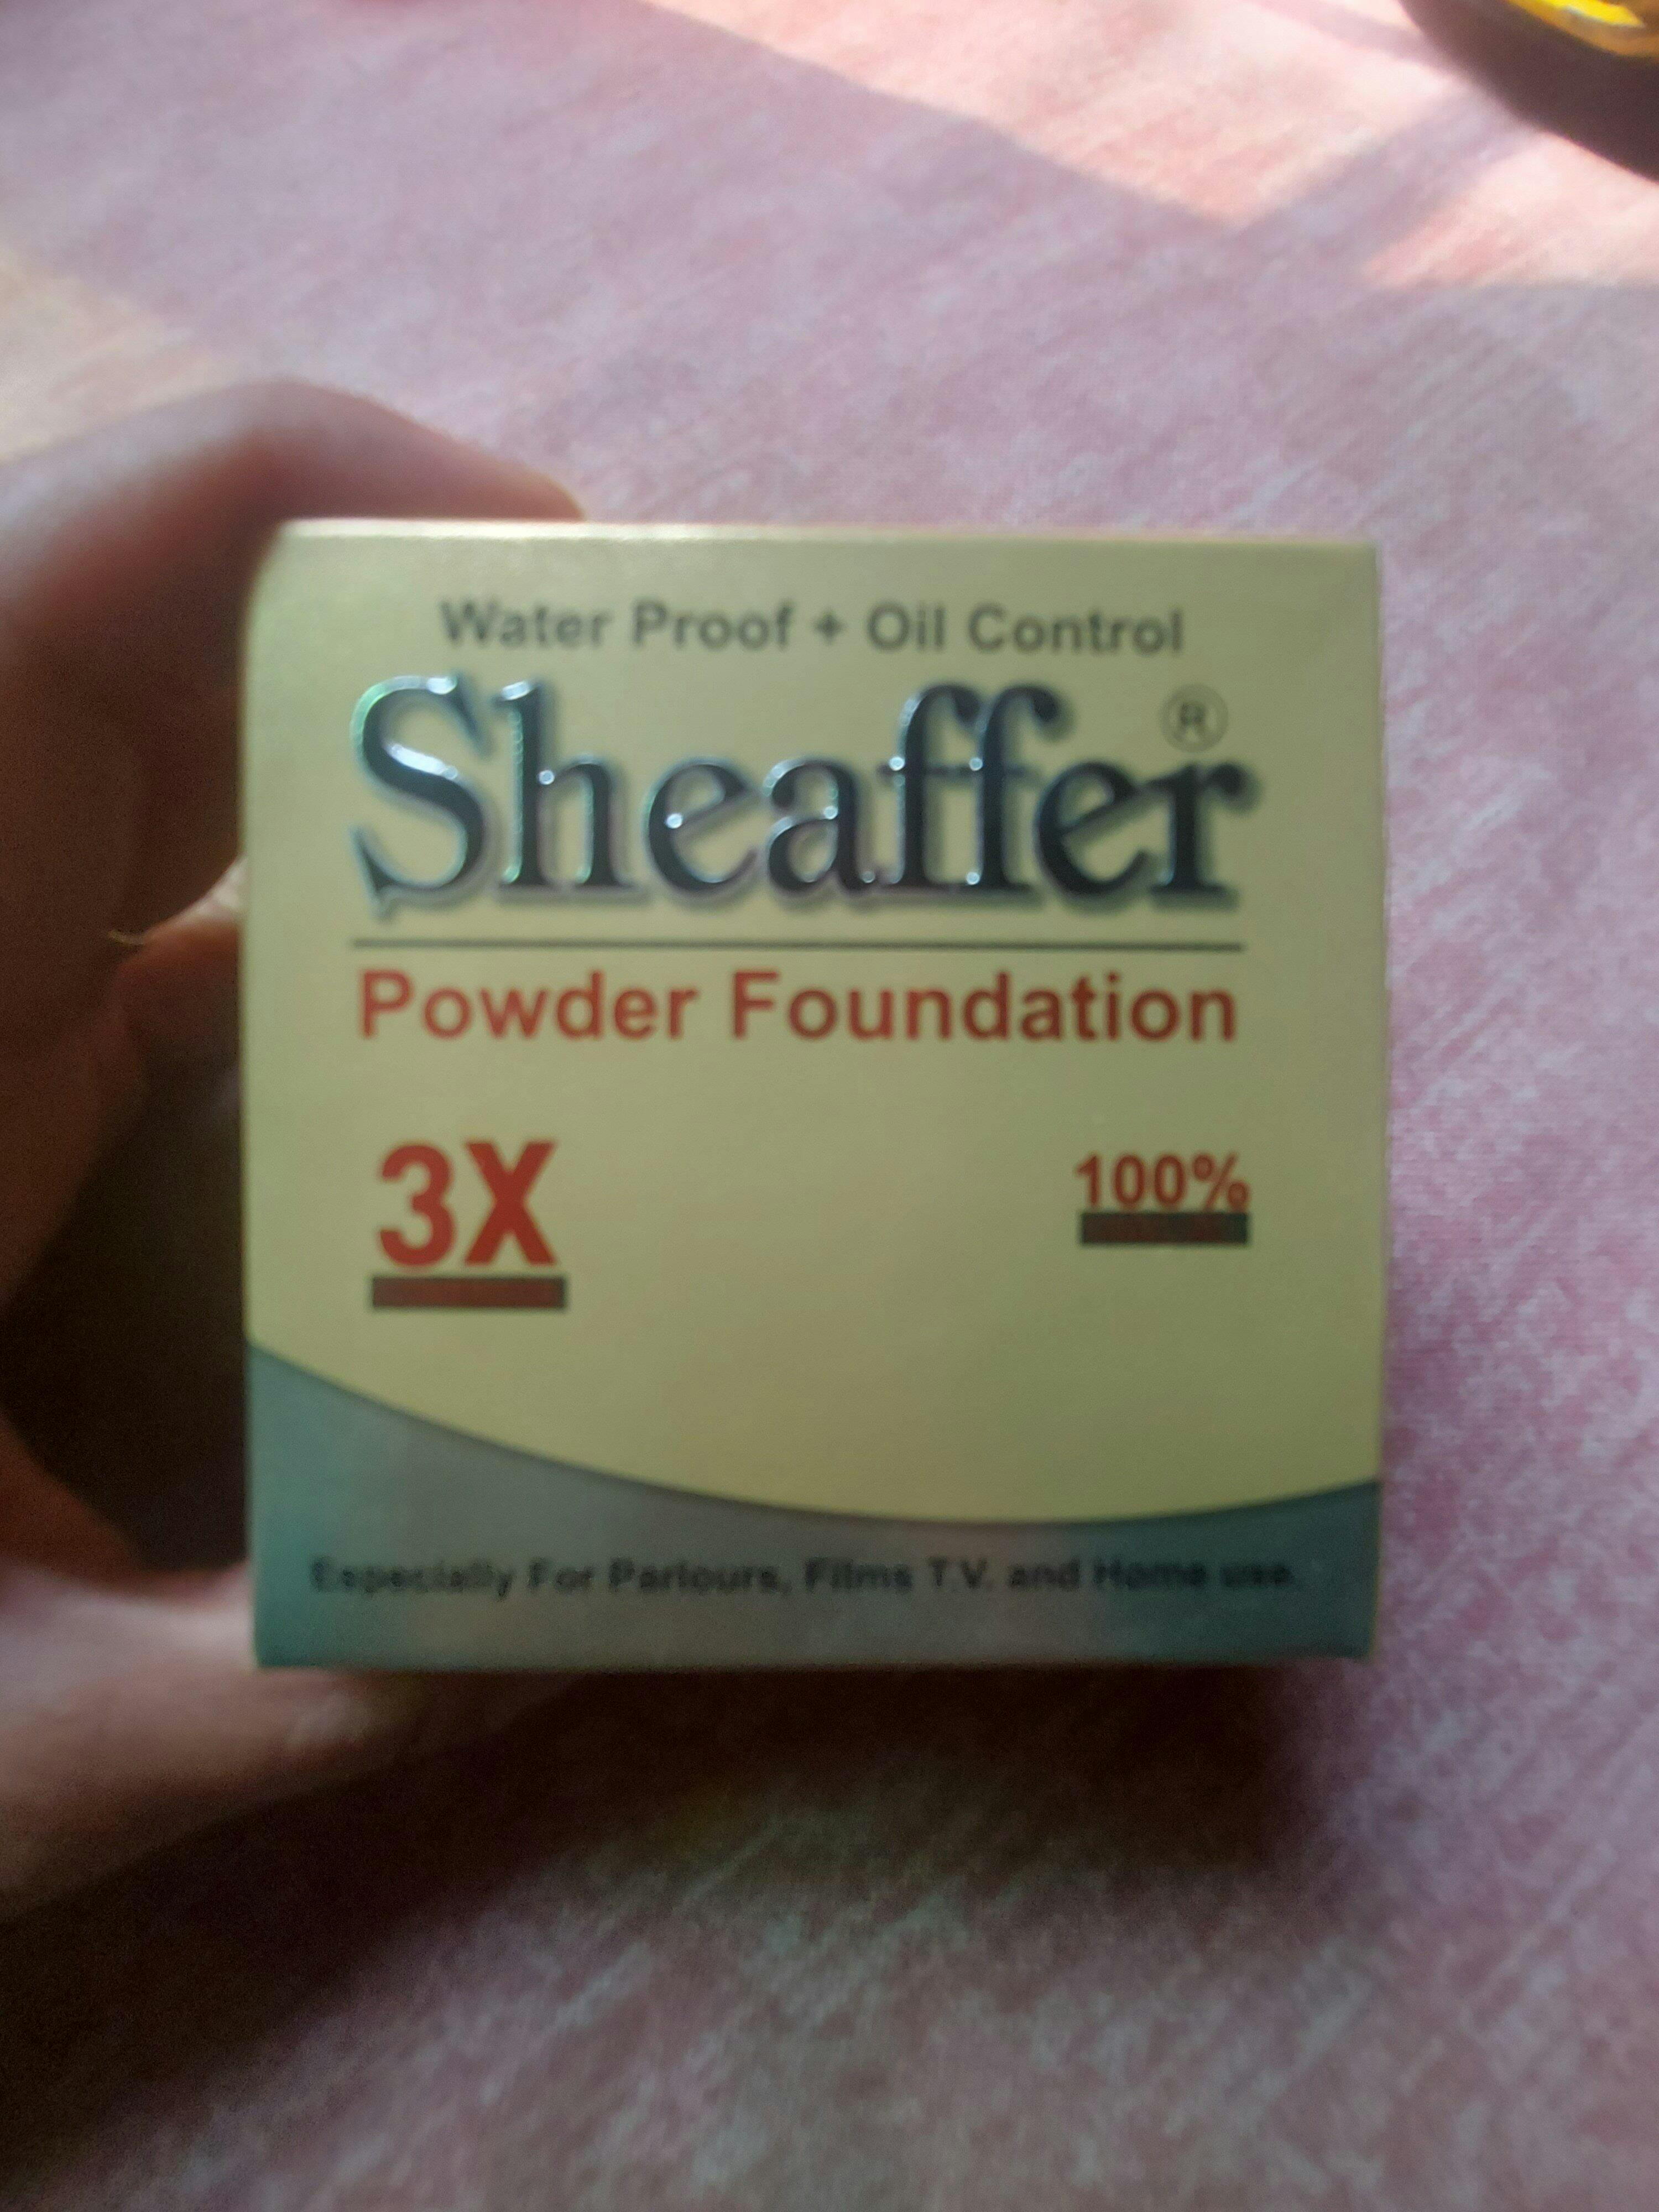 Water Proof + Oil Control
Sheaffer®
Powder Foundation
3X
100%
Especially For Parlours, Films T.V. and Home use.